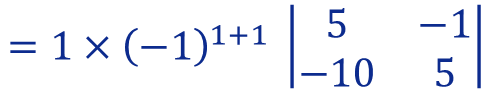 = 1 × (−1)¹⁺¹ |5 −1|
|−10 5|